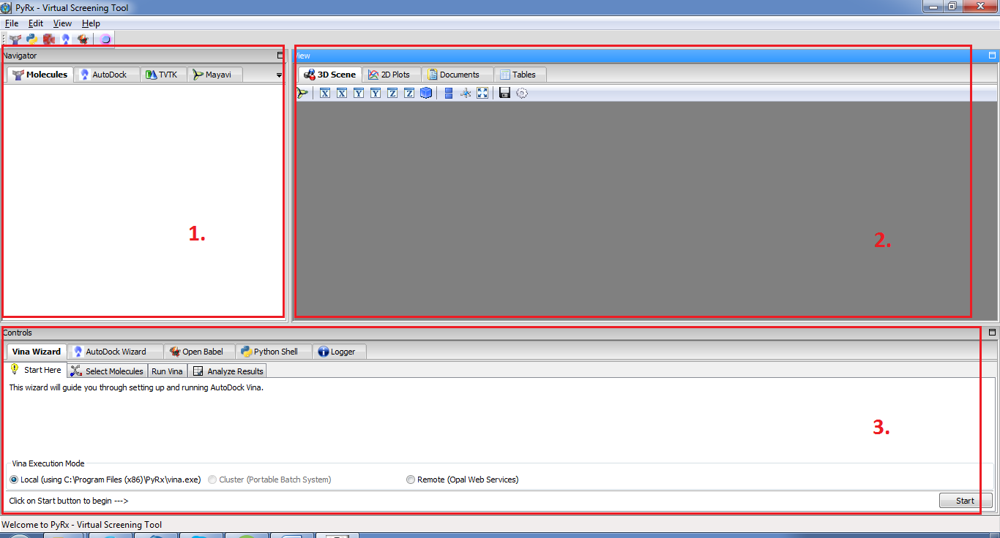 PyRx - Virtual Screening Tool
File Edit View Help
Navigator
View
Molecules AutoDock TVTK Mayavi
3D Scene 2D Plots Documents Tables
X X Y Y Z Z
1.
2.
Controls
Vina Wizard AutoDock Wizard Open Babel Python Shell Logger
Start Here Select Molecules Run Vina Analyze Results
This wizard will guide you through setting up and running AutoDock Vina.
3.
Vina Execution Mode
Local (using C:\Program Files (x86)\PyRx\vina.exe) Cluster (Portable Batch System) Remote (Opal Web Services)
Click on Start button to begin --->
Start
Welcome to PyRx - Virtual Screening Tool